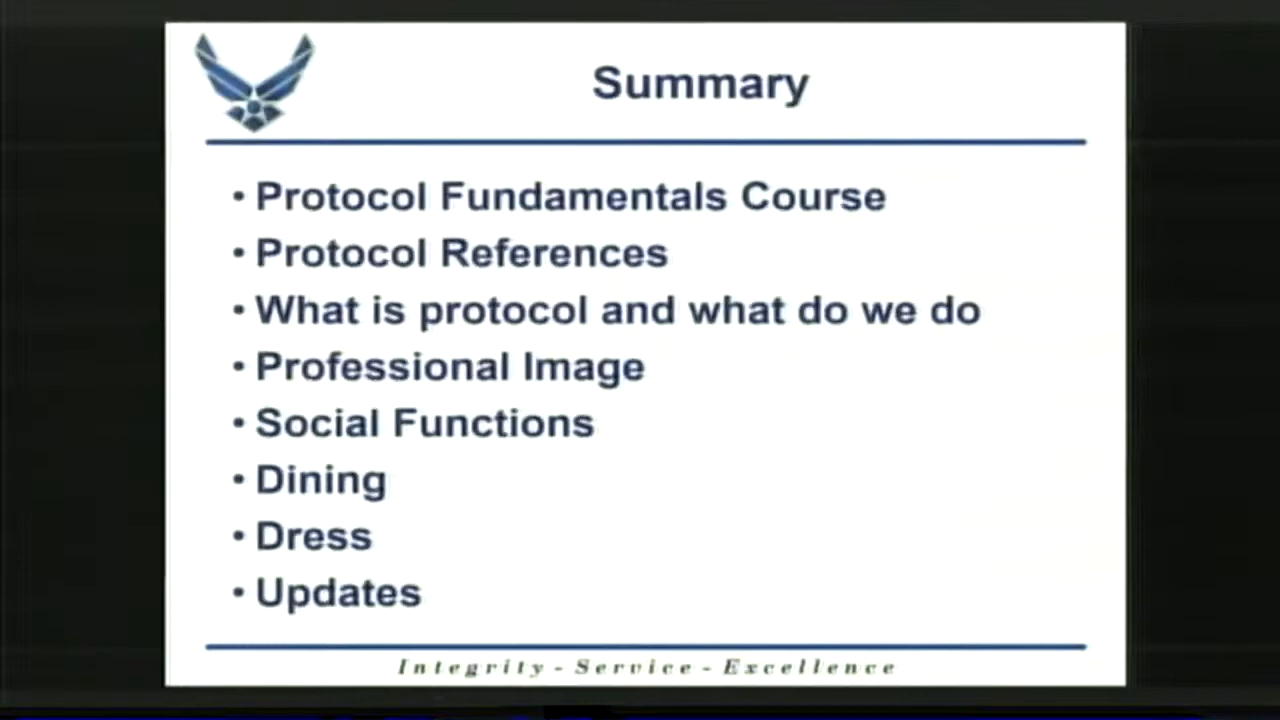 Summary
• Protocol Fundamentals Course
• Protocol References
• What is protocol and what do we do
• Professional Image
• Social Functions
• Dining
• Dress
• Updates
Integrity - Service - Excellence